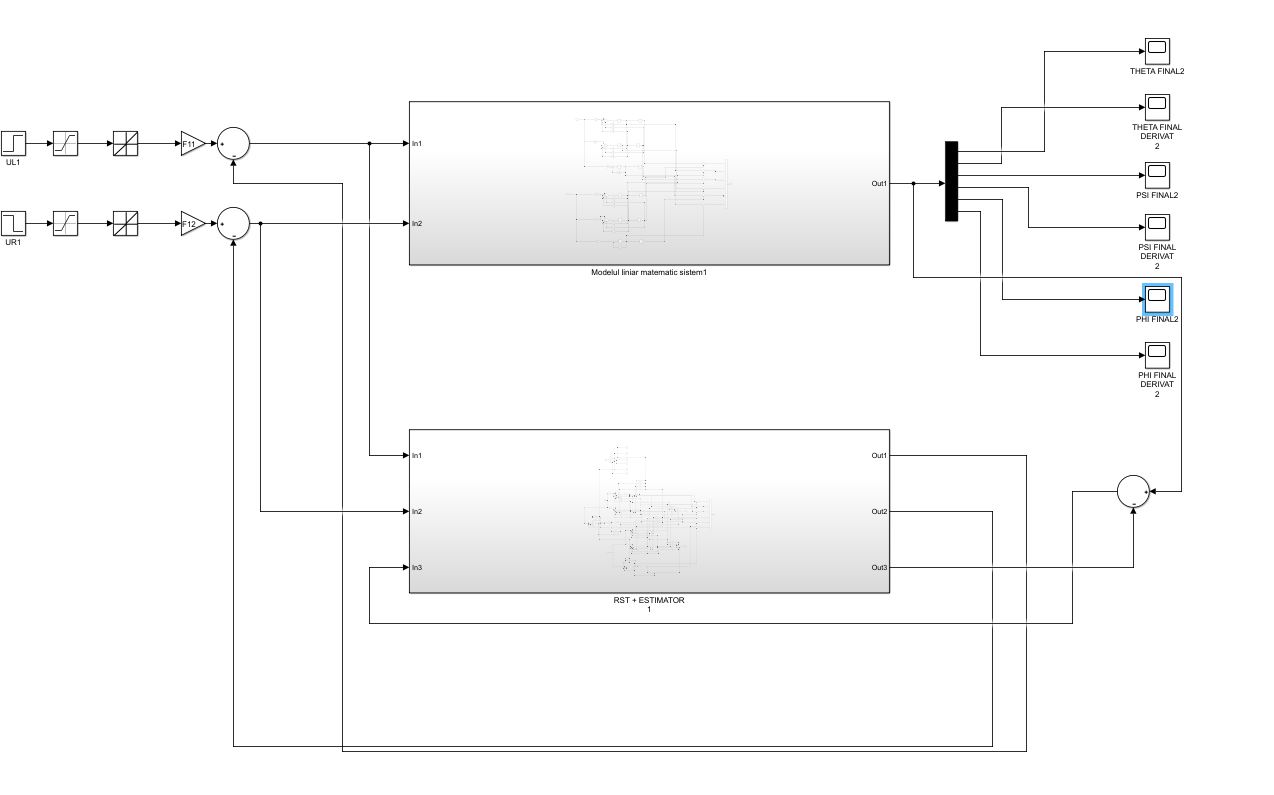 THETA FINAL2
THETA FINAL
DERIVAT
2
UL1
F11
+
-
In1
Out1
PSI FINAL2
UR1
F12
+
-
In2
PSI FINAL
DERIVAT
2
Modelul liniar matematic sistem1
PHI FINAL2
PHI FINAL
DERIVAT
2
In1
Out1
+
-
In2
Out2
In3
Out3
RST + ESTIMATOR
1